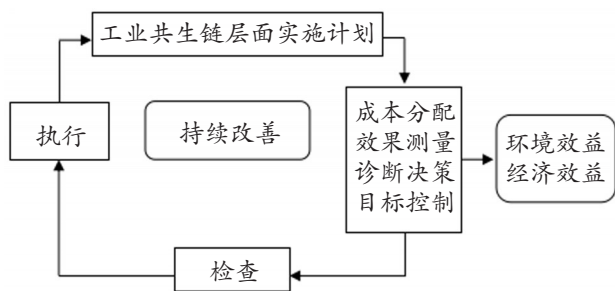 工业共生链层面实施计划
执行
持续改善
成本分配
效果测量
诊断决策
目标控制
环境效益
经济效益
检查